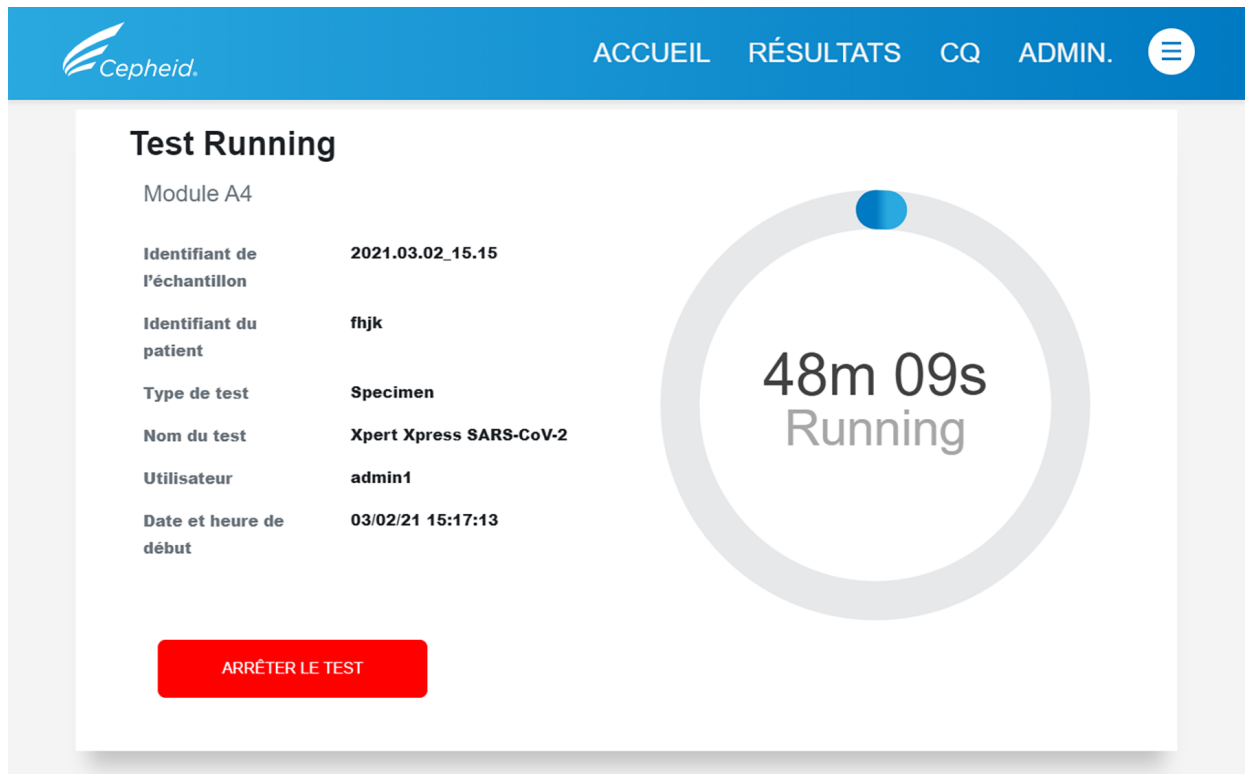 Cepheid.
ACCUEIL RÉSULTATS CQ ADMIN.
Test Running
Module A4
Identifiant de l’échantillon 2021.03.02_15.15
Identifiant du patient fhjk
Type de test Specimen
Nom du test Xpert Xpress SARS-CoV-2
Utilisateur admin1
Date et heure de début 03/02/21 15:17:13
48m 09s
Running
ARRÊTER LE TEST